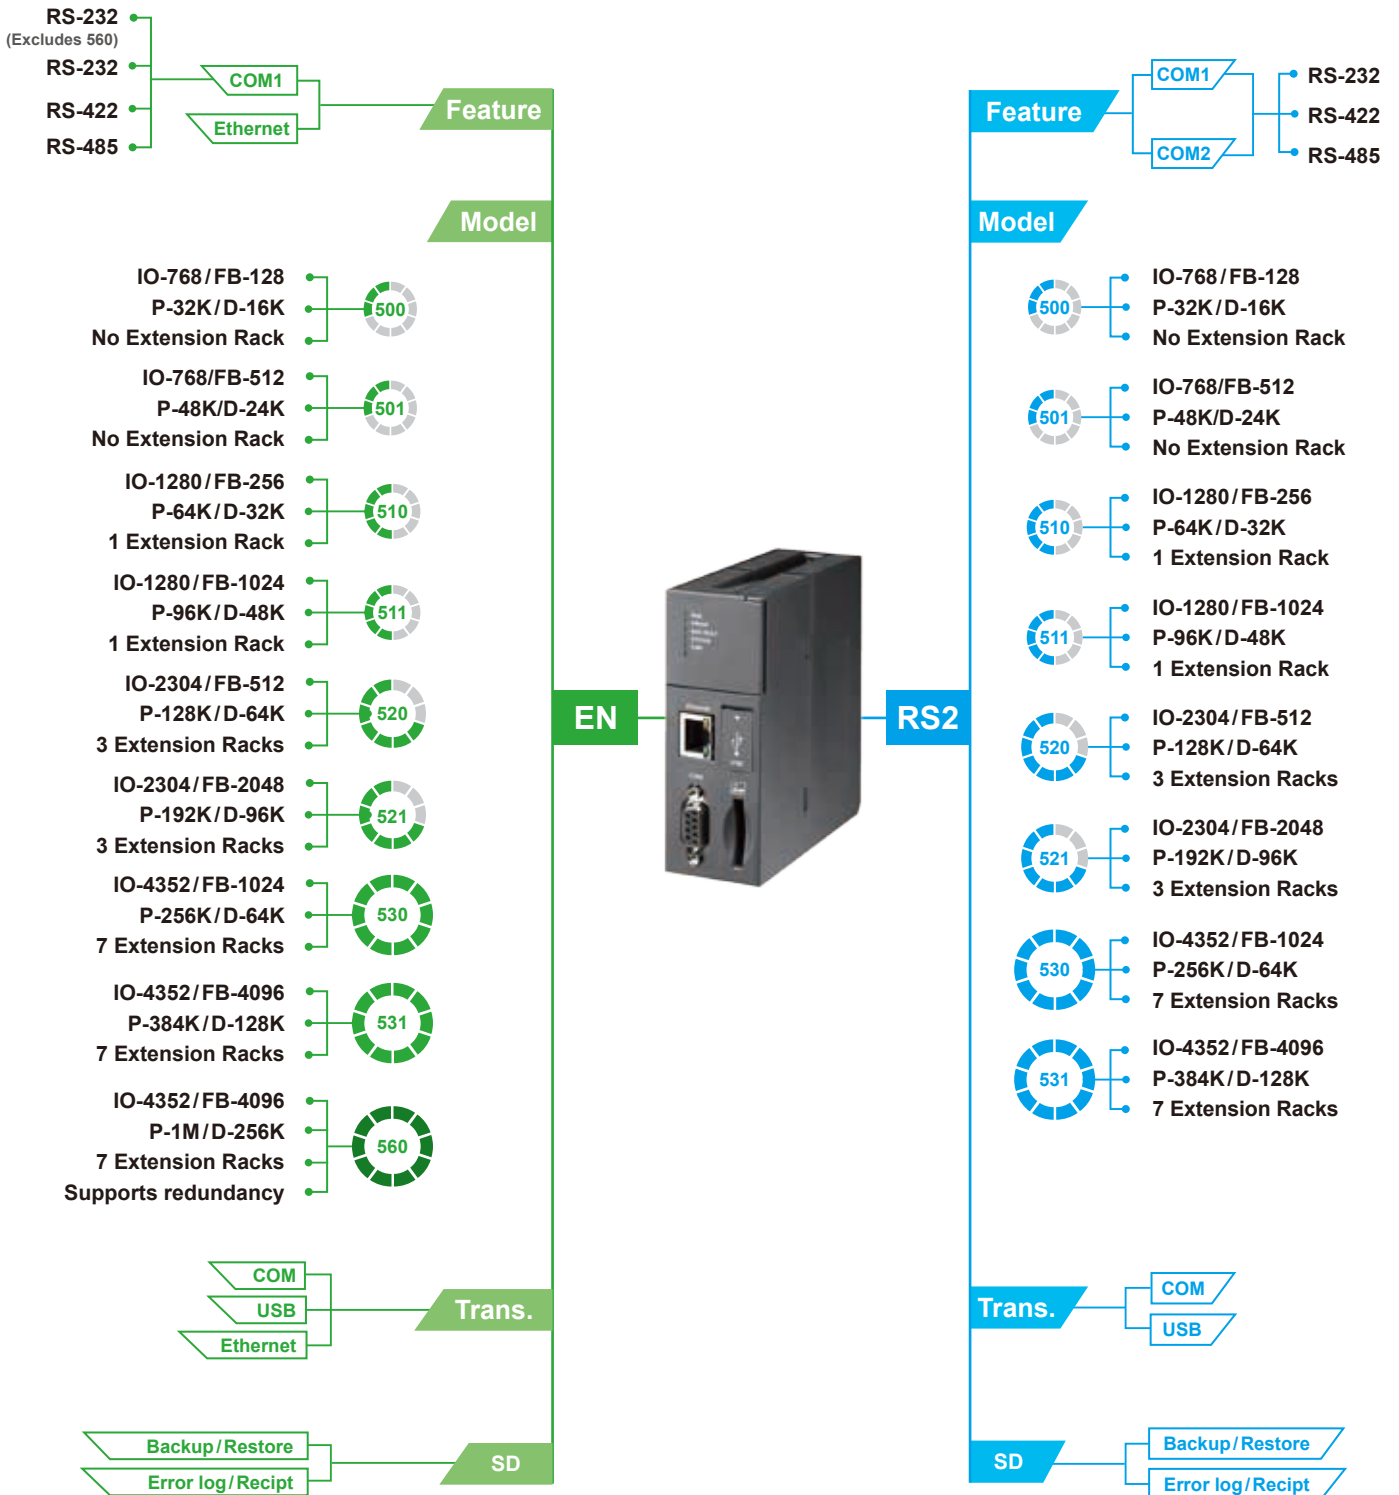 RS-232
(Excludes 560)
RS-232
RS-422
RS-485
COM1
Ethernet
Feature
Model
IO-768/FB-128
P-32K/D-16K
No Extension Rack
500
IO-768/FB-512
P-48K/D-24K
No Extension Rack
501
IO-1280/FB-256
P-64K/D-32K
1 Extension Rack
510
IO-1280/FB-1024
P-96K/D-48K
1 Extension Rack
511
IO-2304/FB-512
P-128K/D-64K
3 Extension Racks
520
IO-2304/FB-2048
P-192K/D-96K
3 Extension Racks
521
IO-4352/FB-1024
P-256K/D-64K
7 Extension Racks
530
IO-4352/FB-4096
P-384K/D-128K
7 Extension Racks
531
IO-4352/FB-4096
P-1M/D-256K
7 Extension Racks
Supports redundancy
560
COM
USB
Ethernet
Trans.
Backup/Restore
Error log/Recipt
SD
EN
RS2
Feature
COM1
COM2
RS-232
RS-422
RS-485
Model
500
IO-768/FB-128
P-32K/D-16K
No Extension Rack
501
IO-768/FB-512
P-48K/D-24K
No Extension Rack
510
IO-1280/FB-256
P-64K/D-32K
1 Extension Rack
511
IO-1280/FB-1024
P-96K/D-48K
1 Extension Rack
520
IO-2304/FB-512
P-128K/D-64K
3 Extension Racks
521
IO-2304/FB-2048
P-192K/D-96K
3 Extension Racks
530
IO-4352/FB-1024
P-256K/D-64K
7 Extension Racks
531
IO-4352/FB-4096
P-384K/D-128K
7 Extension Racks
Trans.
COM
USB
SD
Backup/Restore
Error log/Recipt